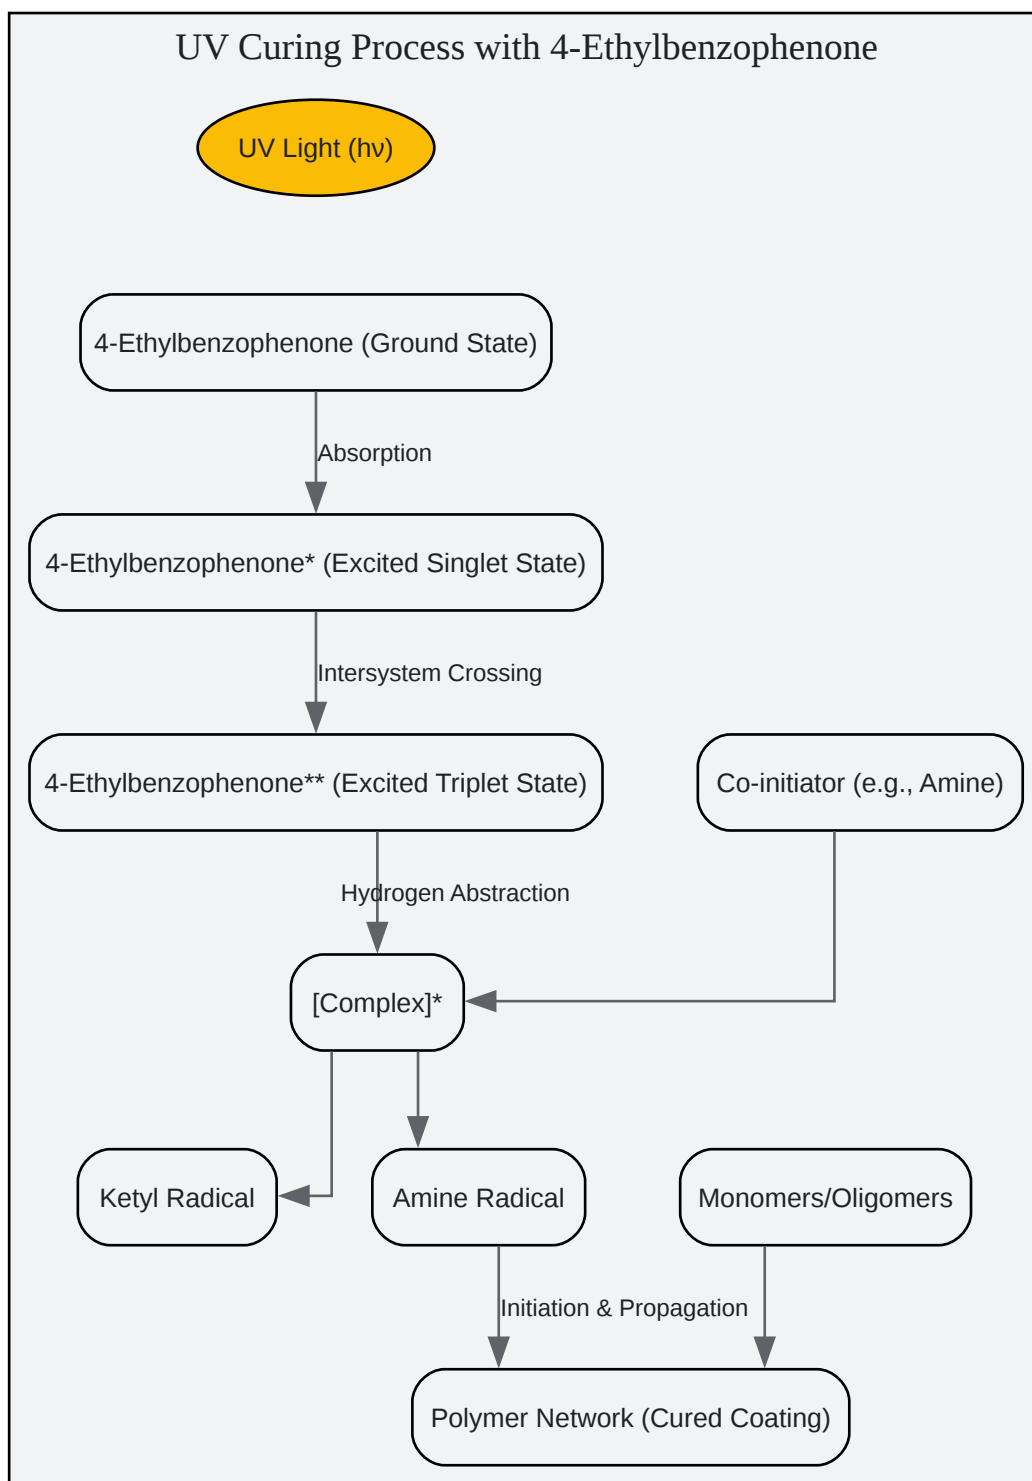 UV Curing Process with 4-Ethylbenzophenone
UV Light (hν)
4-Ethylbenzophenone (Ground State)
Absorption
4-Ethylbenzophenone* (Excited Singlet State)
Intersystem Crossing
4-Ethylbenzophenone** (Excited Triplet State)
Co-initiator (e.g., Amine)
Hydrogen Abstraction
[Complex]*
Ketyl Radical
Amine Radical
Monomers/Oligomers
Initiation & Propagation
Polymer Network (Cured Coating)